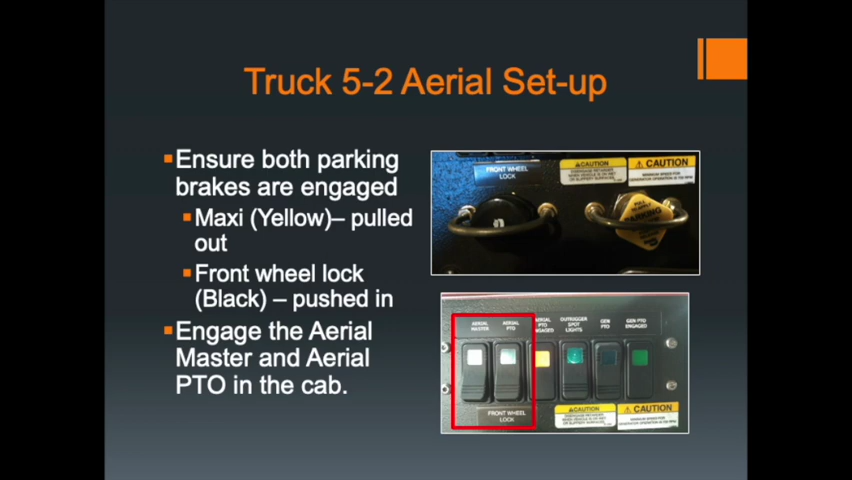 Truck 5-2 Aerial Set-up
Ensure both parking
brakes are engaged
Maxi (Yellow)– pulled
out
Front wheel lock
(Black) – pushed in
Engage the Aerial
Master and Aerial
PTO in the cab.
FRONT WHEEL
LOCK
CAUTION
CAUTION
PARKING
AERIAL
MASTER
AERIAL
PTO
AERIAL
PTO
ENGAGED
OUTRIGGER
SPOT
LIGHTS
GEN
PTO
GEN PTO
ENGAGED
FRONT WHEEL
LOCK
CAUTION
CAUTION